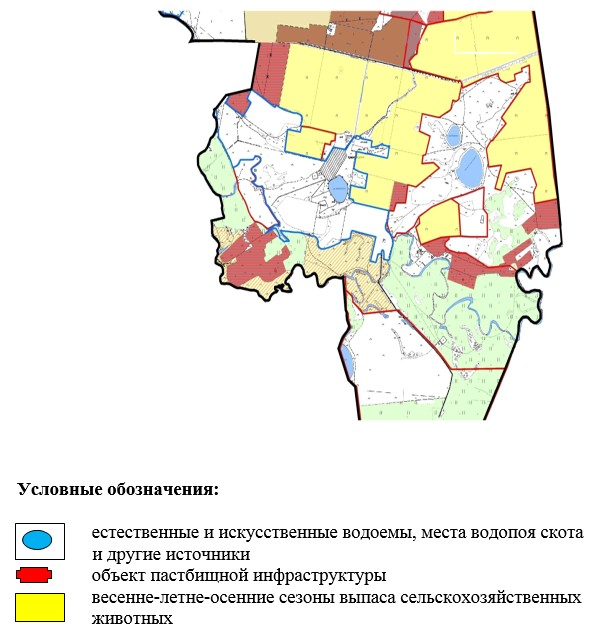 Условные обозначения:
естественные и искусственные водоемы, места водопоя скота
и другие источники
объект пастбищной инфраструктуры
весенне-летне-осенние сезоны выпаса сельскохозяйственных
животных